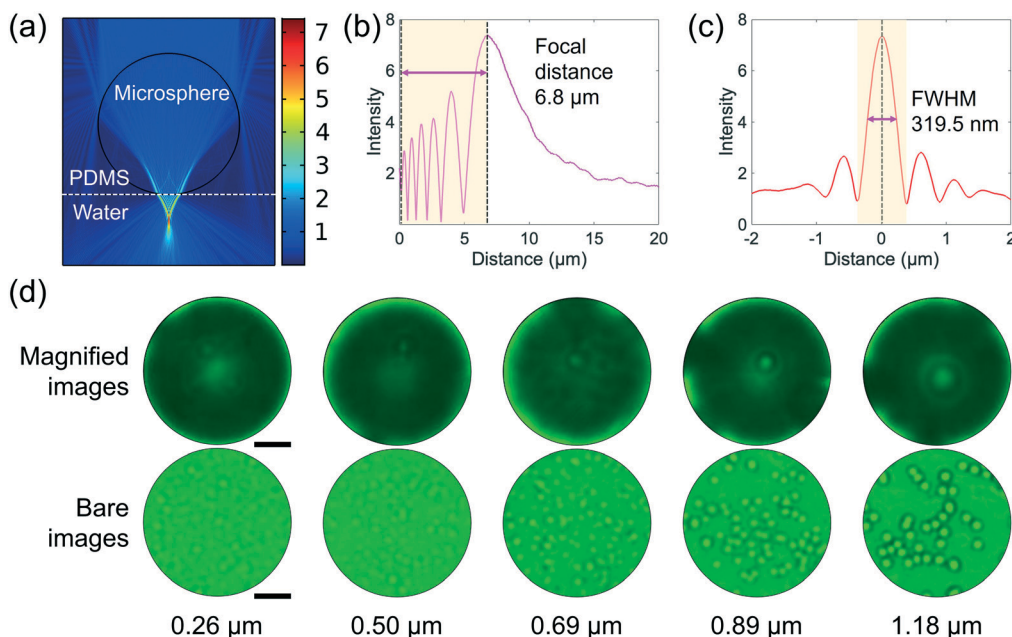 (a)
Microsphere
PDMS
Water
7
6
5
4
3
2
1
(b)
8
6
4
2
0
5
10
15
20
Intensity
Distance (μm)
Focal
distance
6.8 μm
(c)
8
6
4
2
0
-2
-1
0
1
2
Intensity
Distance (μm)
FWHM
319.5 nm
(d)
Magnified
images
Bare
images
0.26 μm
0.50 μm
0.69 μm
0.89 μm
1.18 μm